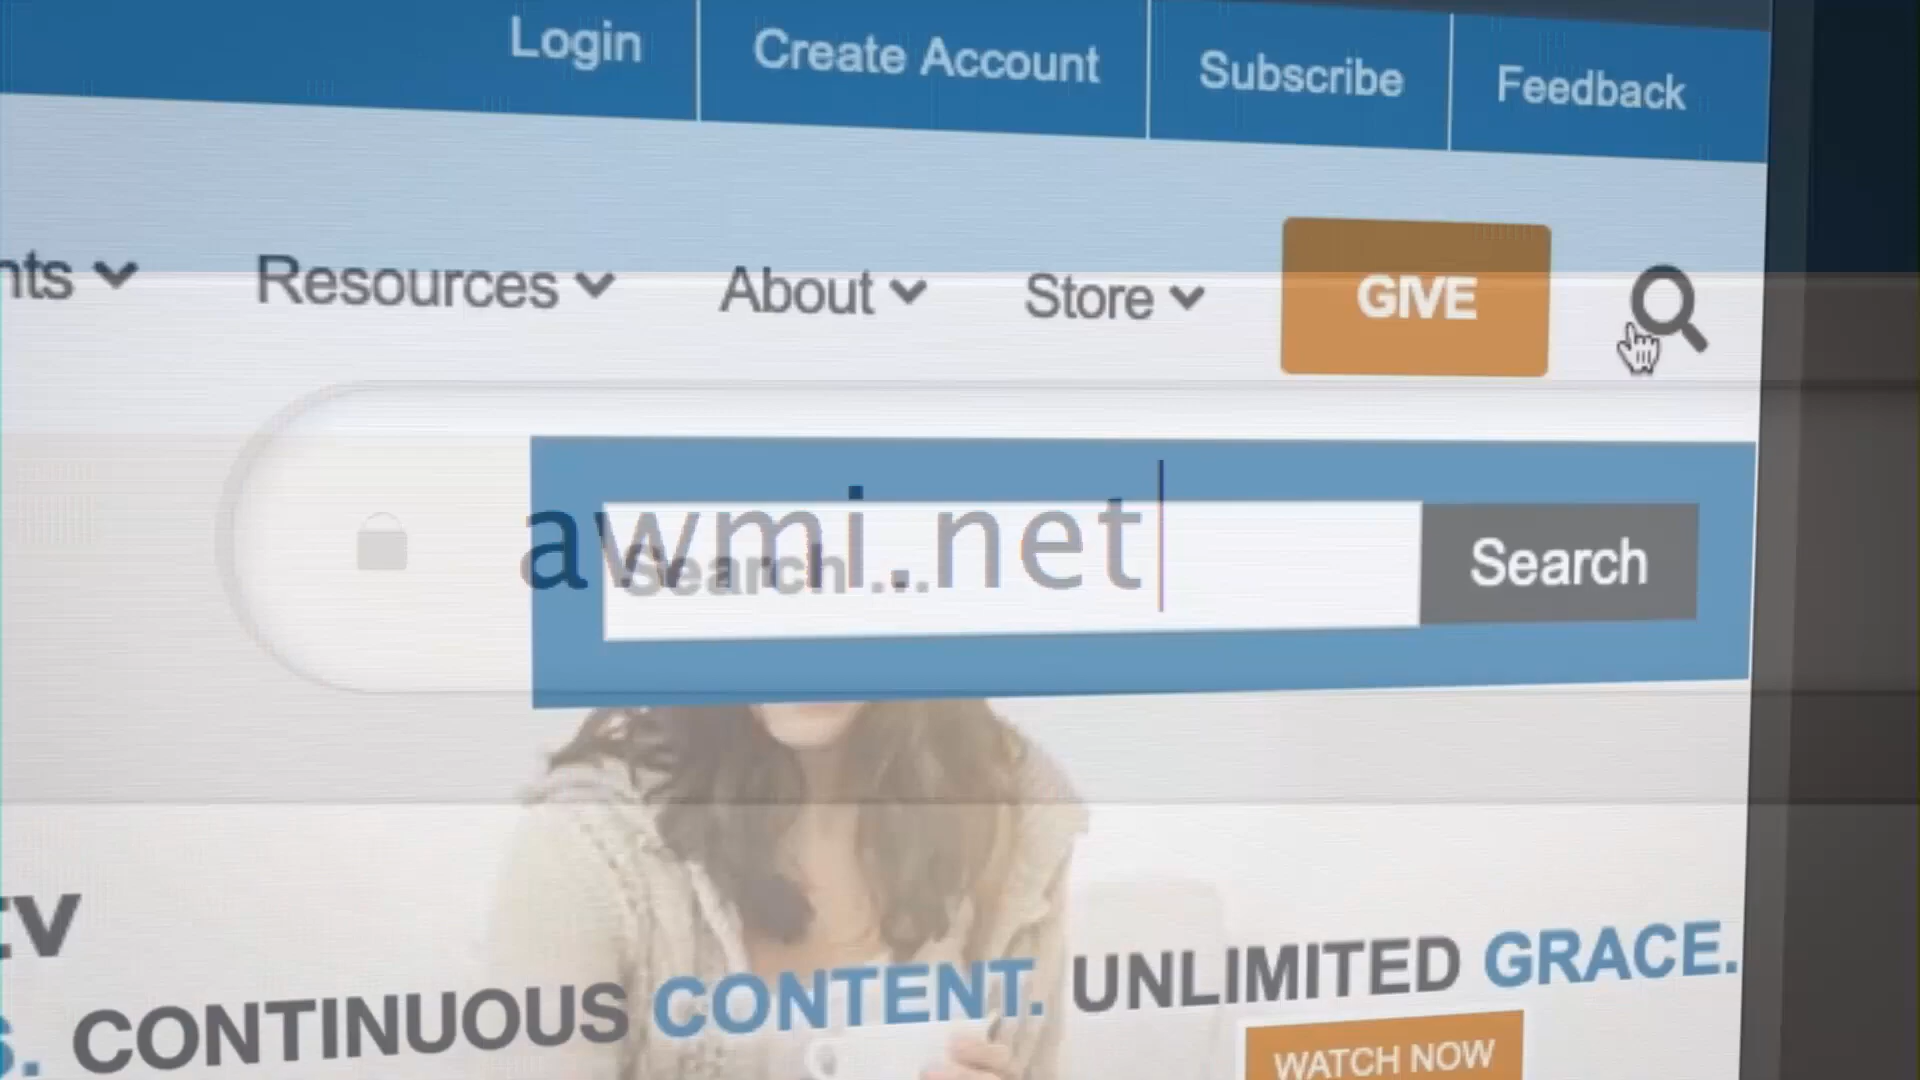 Login
Create Account
Subscribe
Feedback
Resources
About
Store
GIVE
awmi.net
Search ...
Search
CONTINUOUS CONTENT. UNLIMITED GRACE.
WATCH NOW